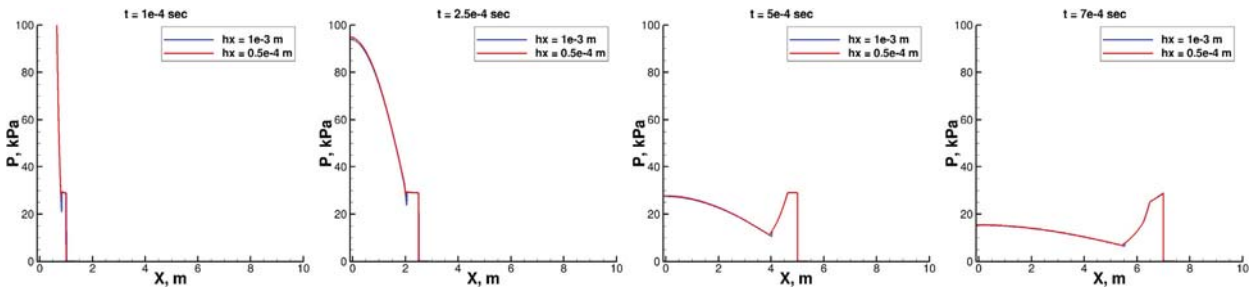 t = 1e-4 sec
P, kPa
100
80
60
40
20
0
hx = 1e-3 m
hx = 0.5e-4 m
0 2 4 6 8 10
X, m
t = 2.5e-4 sec
P, kPa
100
80
60
40
20
0
hx = 1e-3 m
hx = 0.5e-4 m
0 2 4 6 8 10
X, m
t = 5e-4 sec
P, kPa
100
80
60
40
20
0
hx = 1e-3 m
hx = 0.5e-4 m
0 2 4 6 8 10
X, m
t = 7e-4 sec
P, kPa
100
80
60
40
20
0
hx = 1e-3 m
hx = 0.5e-4 m
0 2 4 6 8 10
X, m